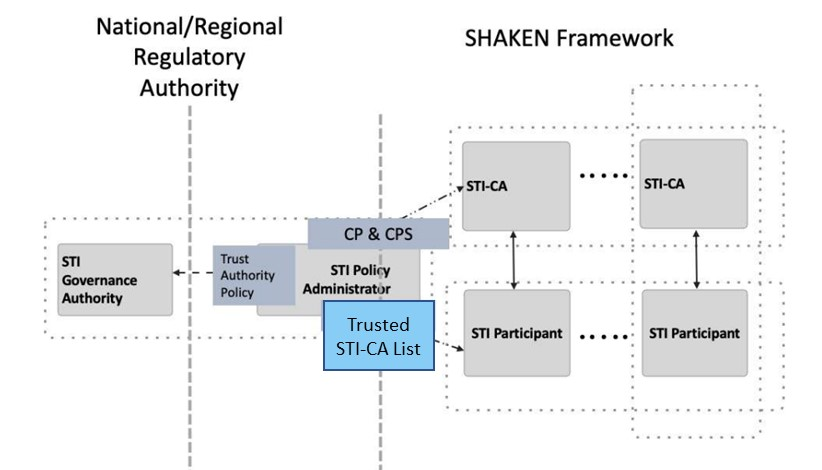 National/Regional
Regulatory
Authority
SHAKEN Framework
STI-CA
STI-CA
CP & CPS
STI
Governance
Authority
Trust
Authority
Policy
STI Policy
Administrator
Trusted
STI-CA List
STI Participant
STI Participant